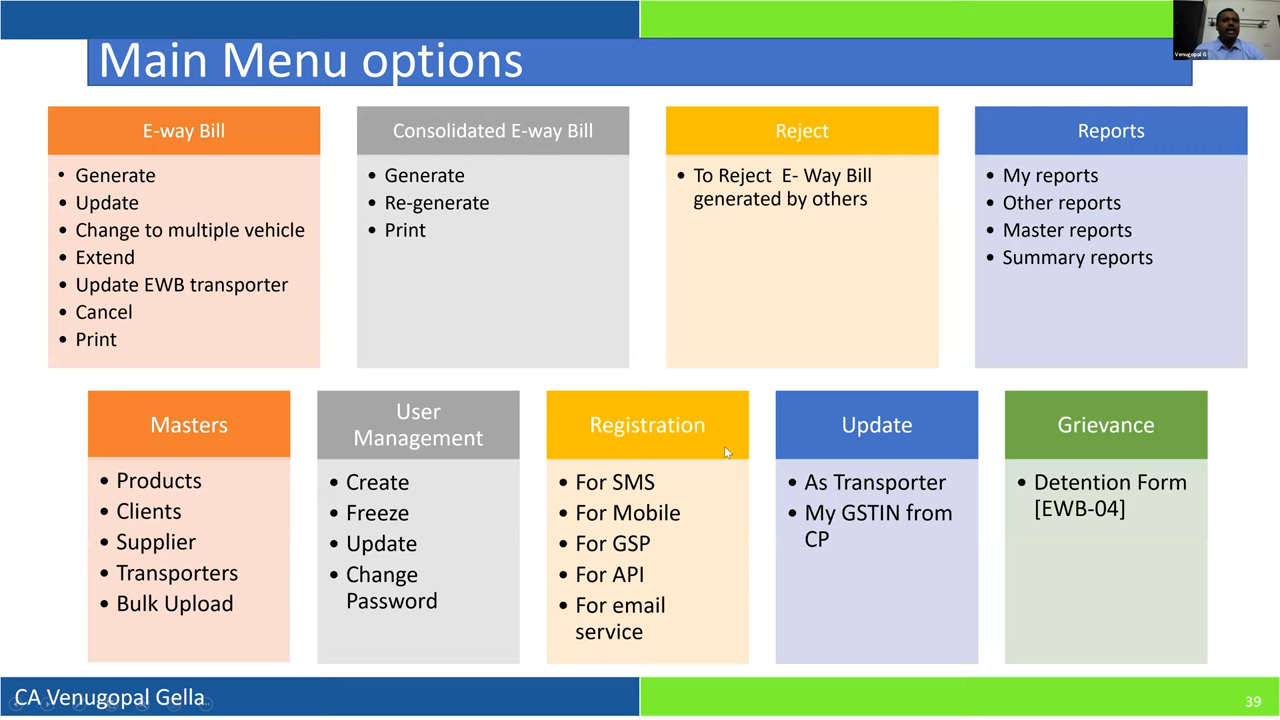 Venugopal G
Main Menu options
E-way Bill
• Generate
• Update
• Change to multiple vehicle
• Extend
• Update EWB transporter
• Cancel
• Print
Consolidated E-way Bill
• Generate
• Re-generate
• Print
Reject
• To Reject E- Way Bill
generated by others
Reports
• My reports
• Other reports
• Master reports
• Summary reports
Masters
• Products
• Clients
• Supplier
• Transporters
• Bulk Upload
User
Management
• Create
• Freeze
• Update
• Change
Password
Registration
• For SMS
• For Mobile
• For GSP
• For API
• For email
service
Update
• As Transporter
• My GSTIN from
CP
Grievance
• Detention Form
[EWB-04]
CA Venugopal Gella
39